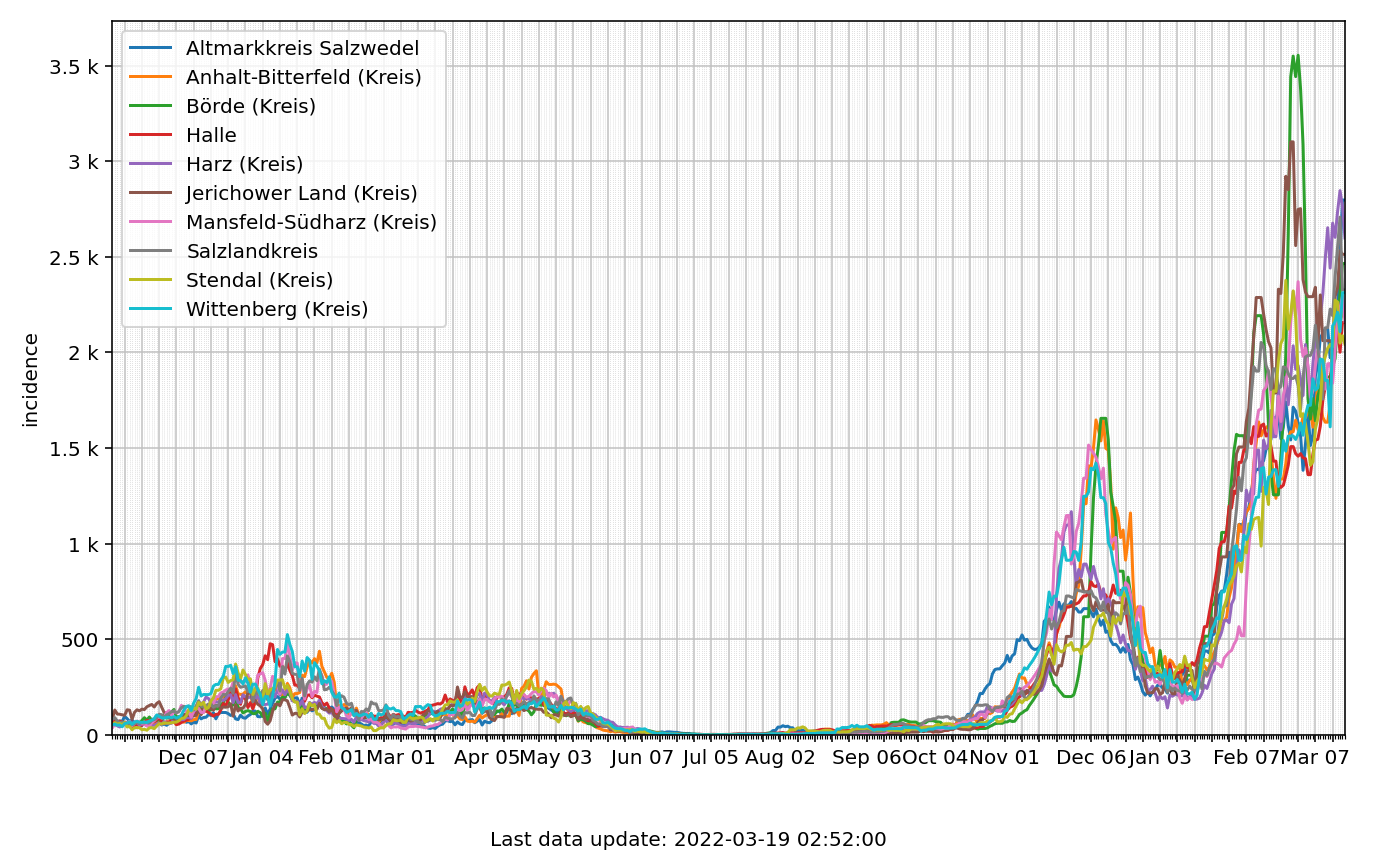 3.5 k
3 k
2.5 k
2 k
1.5 k
1 k
500
0
incidence
Altmarkkreis Salzwedel
Anhalt-Bitterfeld (Kreis)
Börde (Kreis)
Halle
Harz (Kreis)
Jerichower Land (Kreis)
Mansfeld-Südharz (Kreis)
Salzlandkreis
Stendal (Kreis)
Wittenberg (Kreis)
Dec 07 Jan 04 Feb 01 Mar 01 Apr 05 May 03 Jun 07 Jul 05 Aug 02 Sep 06 Oct 04 Nov 01 Dec 06 Jan 03 Feb 07 Mar 07
Last data update: 2022-03-19 02:52:00